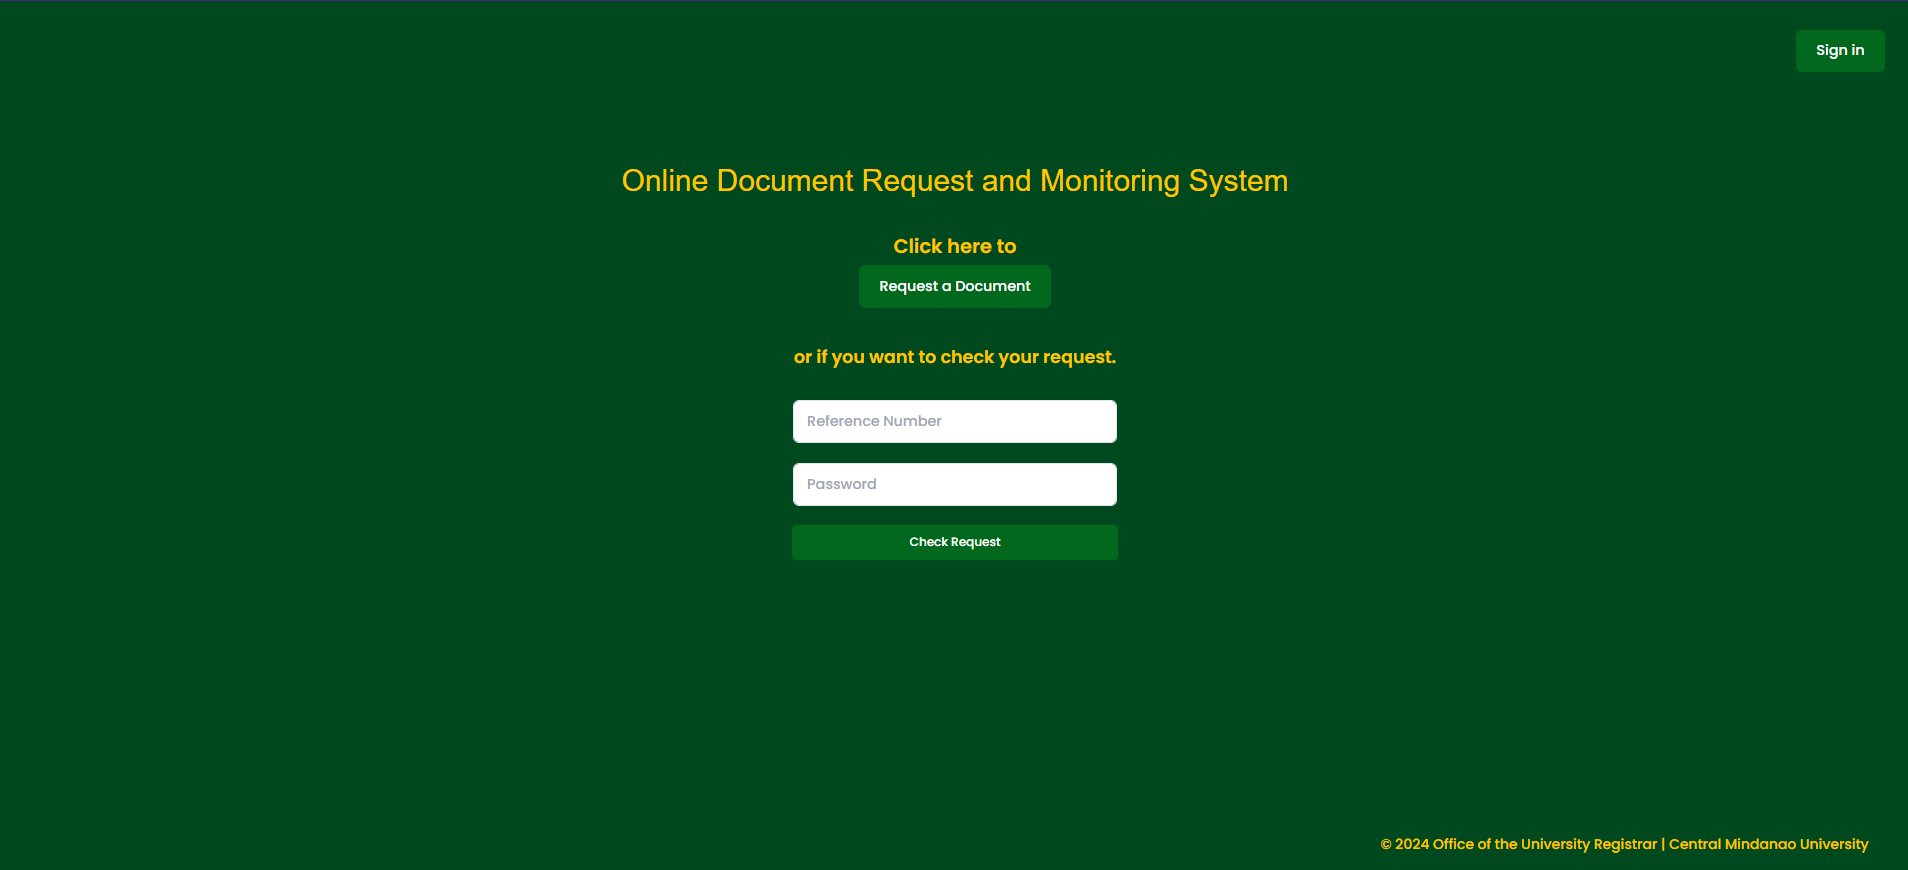 Sign in
Online Document Request and Monitoring System
Click here to
Request a Document
or if you want to check your request.
Reference Number
Password
Check Request
© 2024 Office of the University Registrar | Central Mindanao University